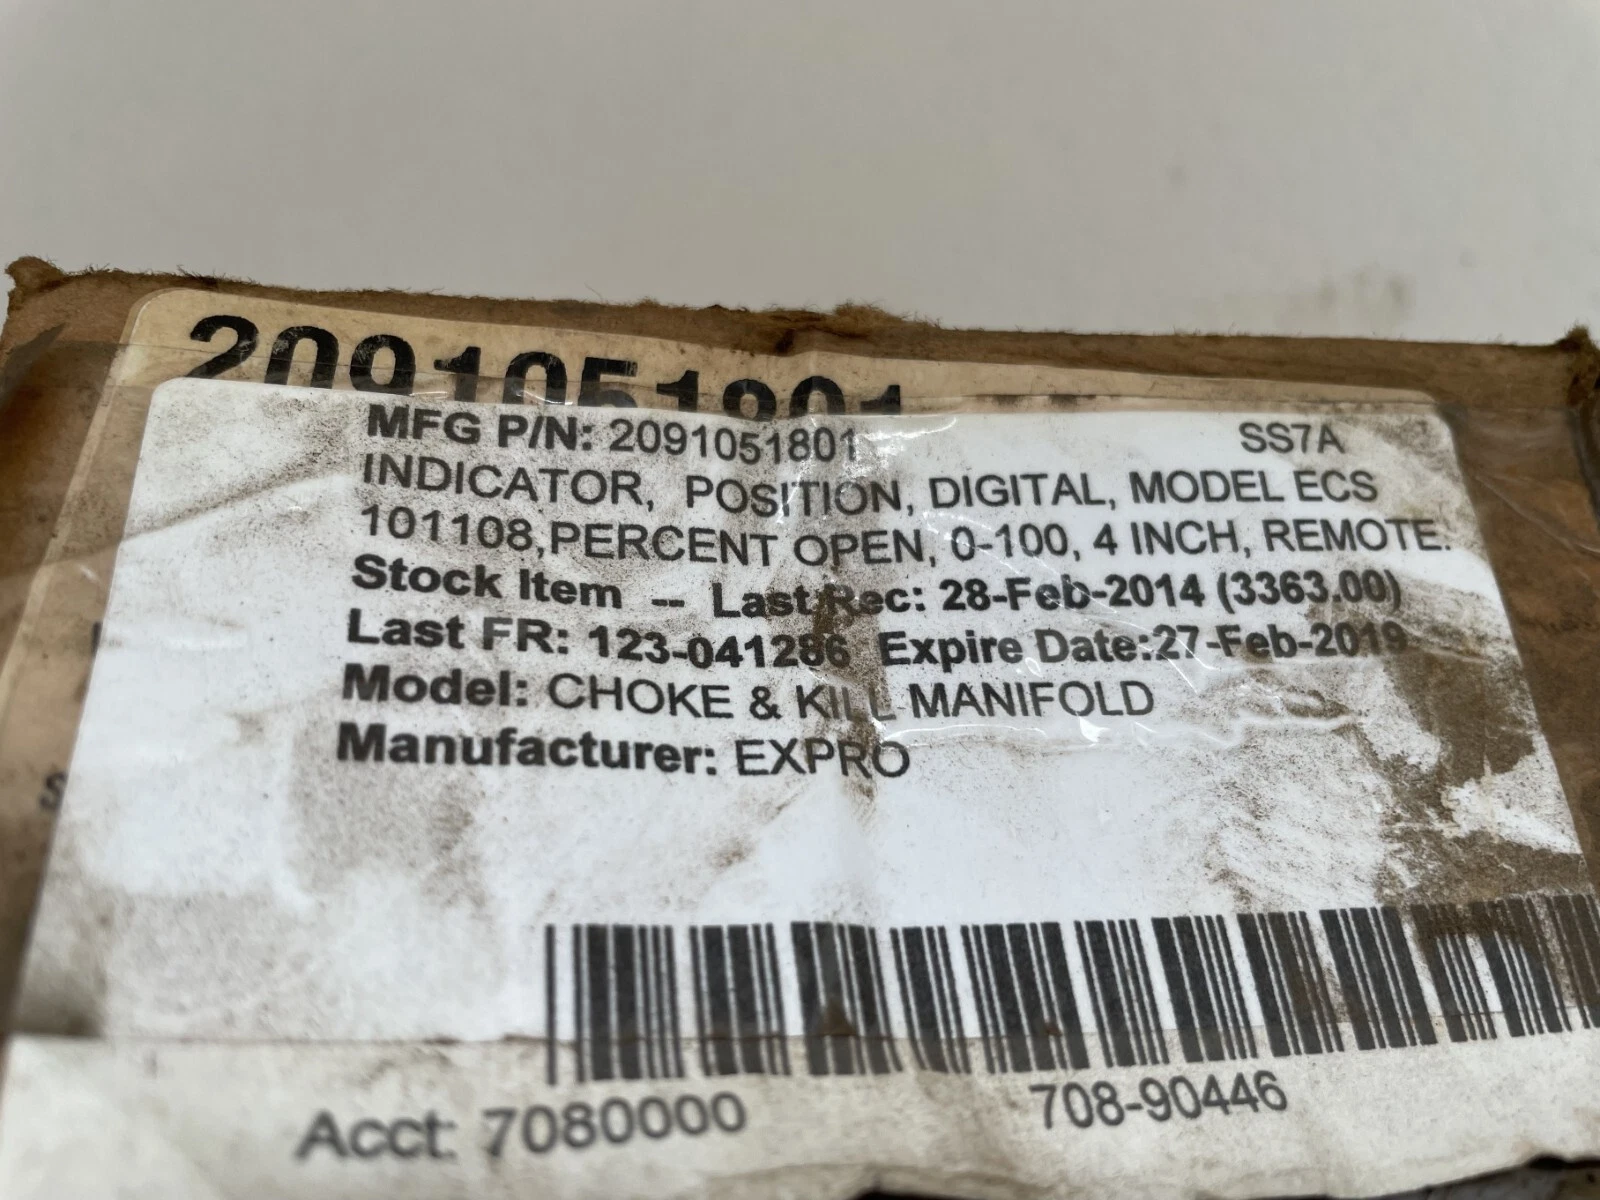 2091051801
MFG P/N: 2091051801 SS7A
INDICATOR, POSITION, DIGITAL, MODEL ECS
101108,PERCENT OPEN, 0-100, 4 INCH, REMOTE.
Stock Item -- Last Rec: 28-Feb-2014 (3363.00)
Last FR: 123-041286 Expire Date:27-Feb-2019
Model: CHOKE & KILL MANIFOLD
Manufacturer: EXPRO
Acct: 7080000 708-90446